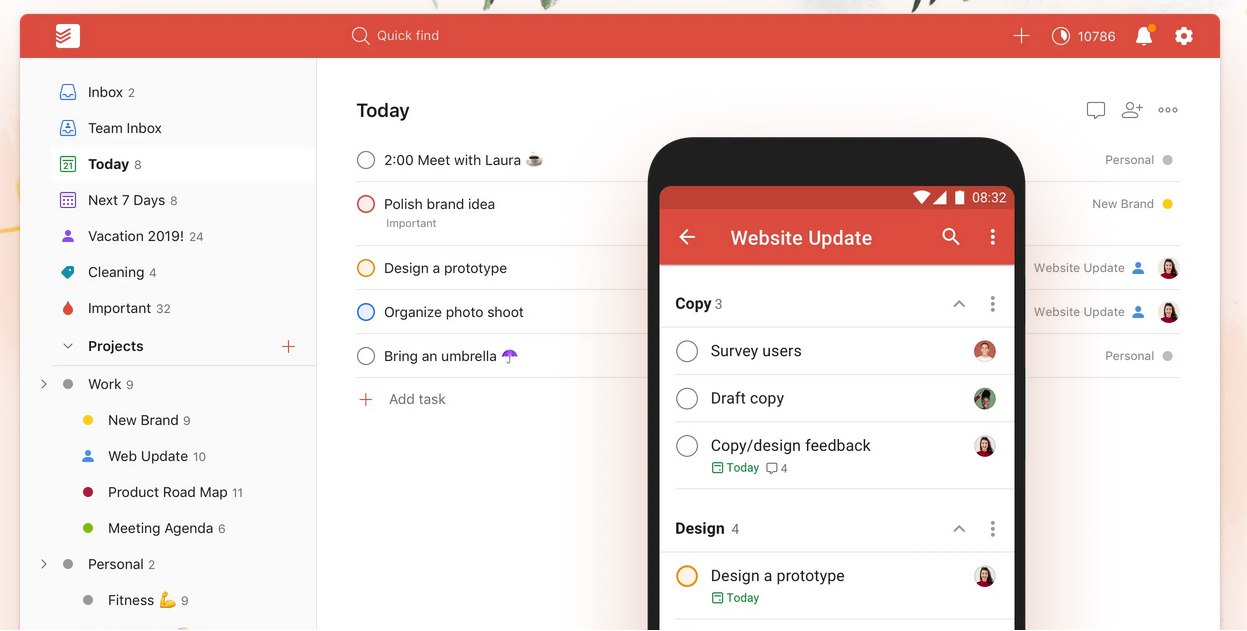 Quick find
10786
Inbox 2
Team Inbox
21 Today 8
Next 7 Days 8
Vacation 2019! 24
Cleaning 4
Important 32
Projects
Work 9
New Brand 9
Web Update 10
Product Road Map 11
Meeting Agenda 6
Personal 2
Fitness 💪 9
Today
2:00 Meet with Laura ☕ Personal
Polish brand idea New Brand
Important
Design a prototype Website Update
Organize photo shoot Website Update
Bring an umbrella ☂ Personal
Add task
08:32
Website Update
Copy 3
Survey users
Draft copy
Copy/design feedback
Today 4
Design 4
Design a prototype
Today